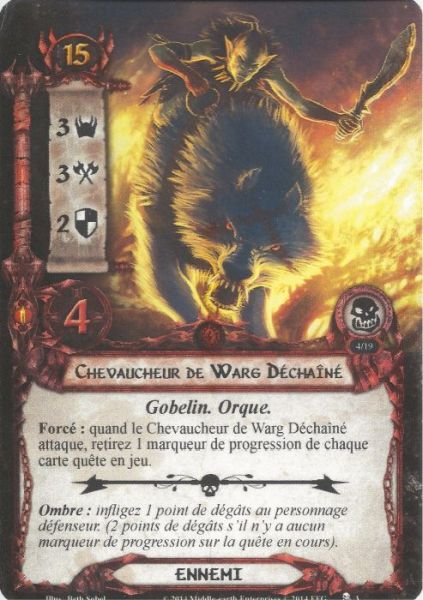 15
3
3
2
4
4/19
Chevaucheur de Warg Déchaîné
Gobelin. Orque.
Forcé : quand le Chevaucheur de Warg Déchaîné
attaque, retirez 1 marqueur de progression de chaque
carte quête en jeu.
Ombre : infligez 1 point de dégâts au personnage
défenseur. (2 points de dégâts s'il n'y a aucun
marqueur de progression sur la quête en cours).
ENNEMI
Illus. Beth Sobel © 2014 Middle-earth Enterprises © 2014 FFG